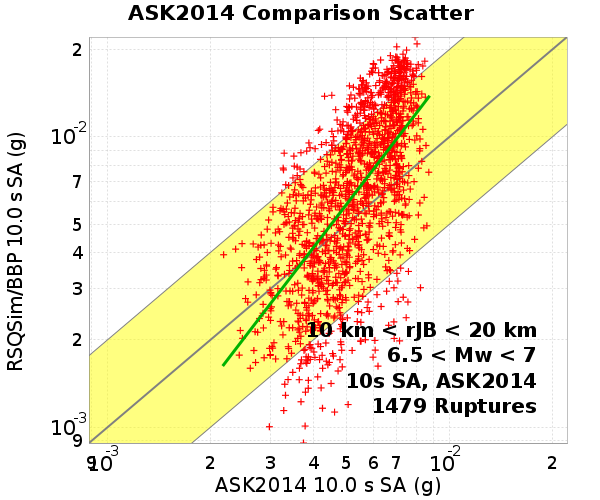 ASK2014 Comparison Scatter
RSQSim/BBP 10.0 s SA (g)
2
10-2
7
5
4
3
2
10-3
9
10 km < rJB < 20 km
6.5 < Mw < 7
10s SA, ASK2014
1479 Ruptures
9 10-3 2 3 4 5 6 7 10-2 2
ASK2014 10.0 s SA (g)